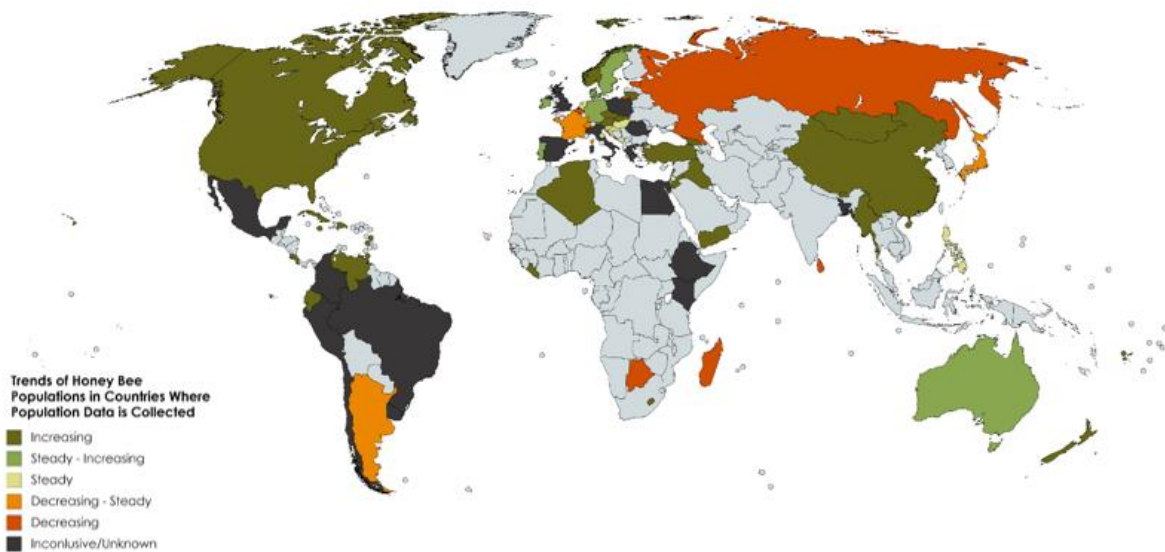 Trends of Honey Bee
Populations in Countries Where
Population Data is Collected
Increasing
Steady - Increasing
Steady
Decreasing - Steady
Decreasing
Inconlusive/Unknown